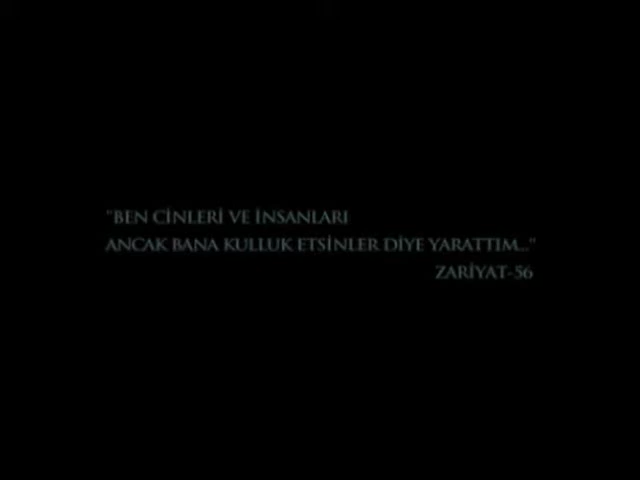 "BEN CİNLERİ VE İNSANLARI
ANCAK BANA KULLUK ETSİNLER DİYE YARATTIM..."
ZARİYAT-56